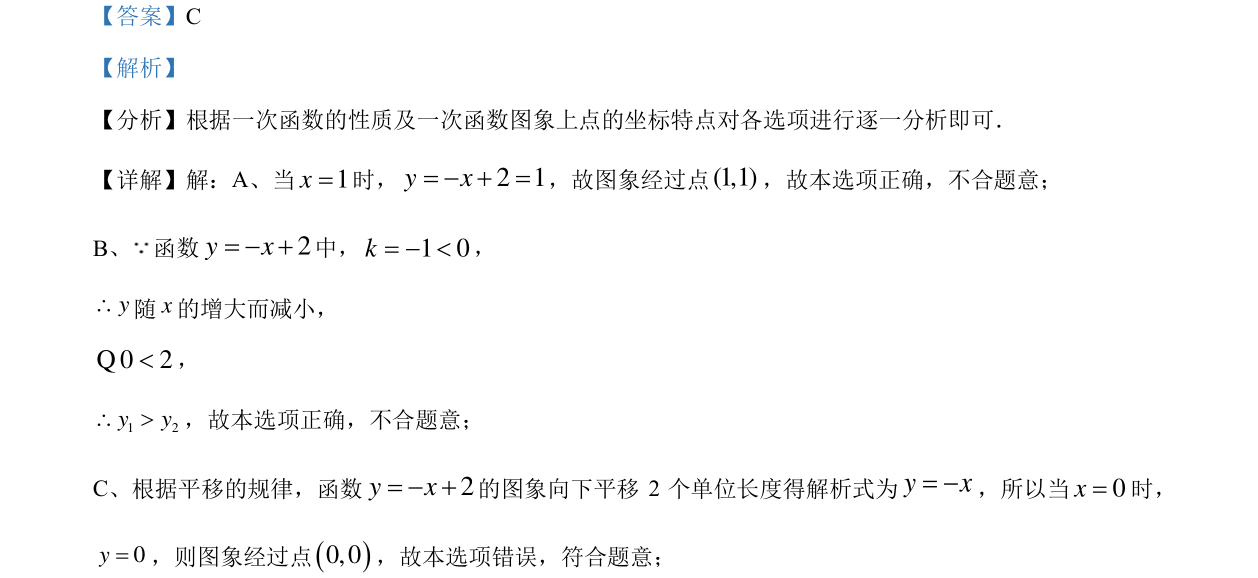 【答案】C
【解析】
【分析】根据一次函数的性质及一次函数图象上点的坐标特点对各选项进行逐一分析即可．
【详解】解：A、当 x=1时， y=−x+2=1，故图象经过点(1,1)，故本选项正确，不合题意；
B、∵函数 y=−x+2中， k=−1<0，
∴ y随 x 的增大而减小，
Q 0<2，
∴ y₁ > y₂，故本选项正确，不合题意；
C、根据平移的规律，函数 y=−x+2的图象向下平移 2 个单位长度得解析式为 y=−x，所以当 x=0时，
y=0，则图象经过点(0,0)，故本选项错误，符合题意；